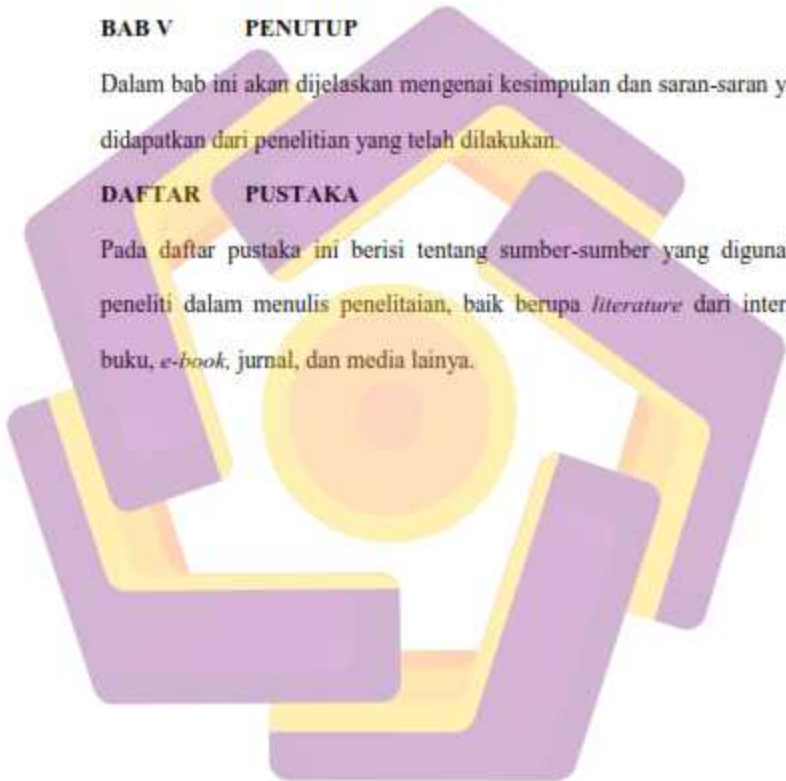 BAB V PENUTUP
Dalam bab ini akan dijelaskan mengenai kesimpulan dan saran-saran y
didapatkan dari penelitian yang telah dilakukan.
DAFTAR PUSTAKA
Pada daftar pustaka ini berisi tentang sumber-sumber yang diguna
peneliti dalam menulis penelitaian, baik berupa literature dari inter
buku, e-book, jurnal, dan media lainya.